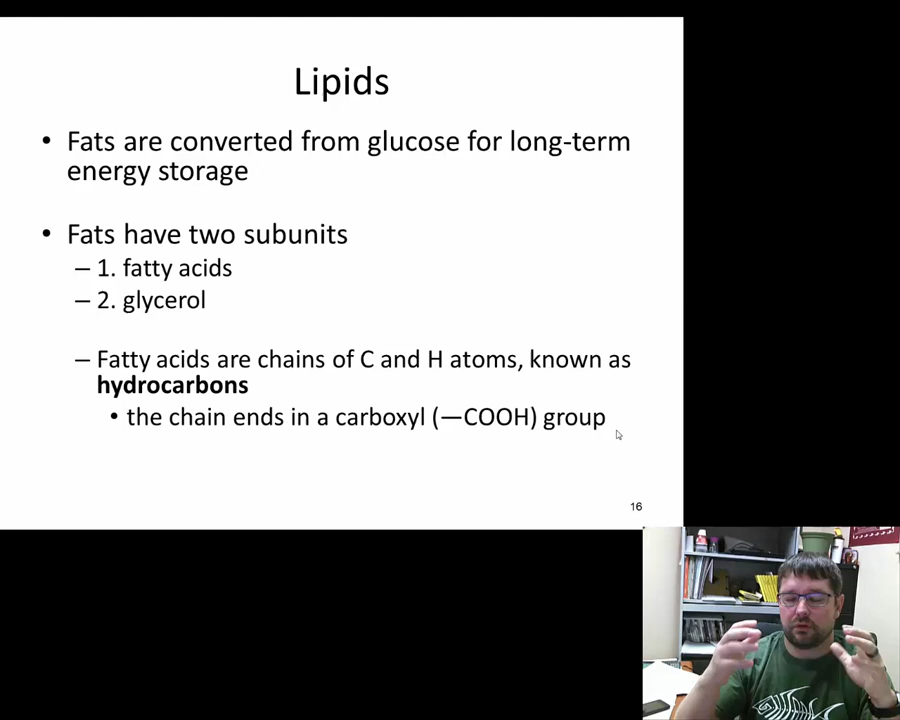 Lipids
• Fats are converted from glucose for long-term
energy storage
• Fats have two subunits
– 1. fatty acids
– 2. glycerol
– Fatty acids are chains of C and H atoms, known as
hydrocarbons
• the chain ends in a carboxyl (—COOH) group
16